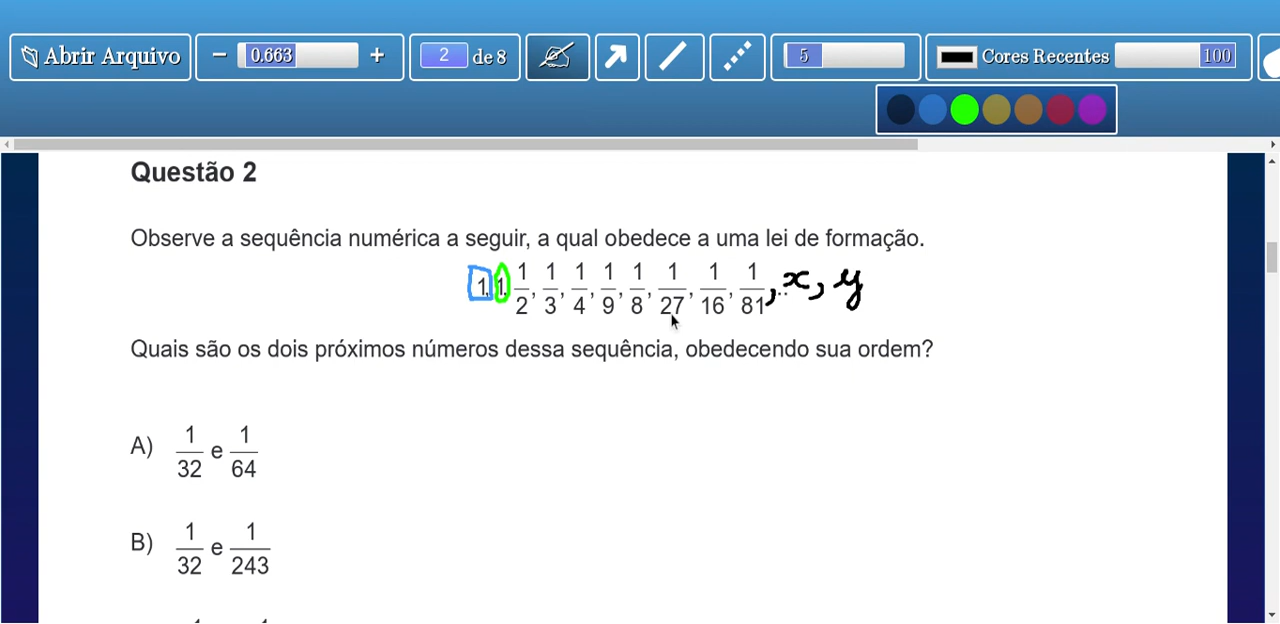 Abrir Arquivo − 0.663 + 2 de 8 5 Cores Recentes 100
Questão 2
Observe a sequência numérica a seguir, a qual obedece a uma lei de formação.
1, 1, 1/2, 1/3, 1/4, 1/9, 1/8, 1/27, 1/16, 1/81, ... x, y
Quais são os dois próximos números dessa sequência, obedecendo sua ordem?
A) 1/32 e 1/64
B) 1/32 e 1/243